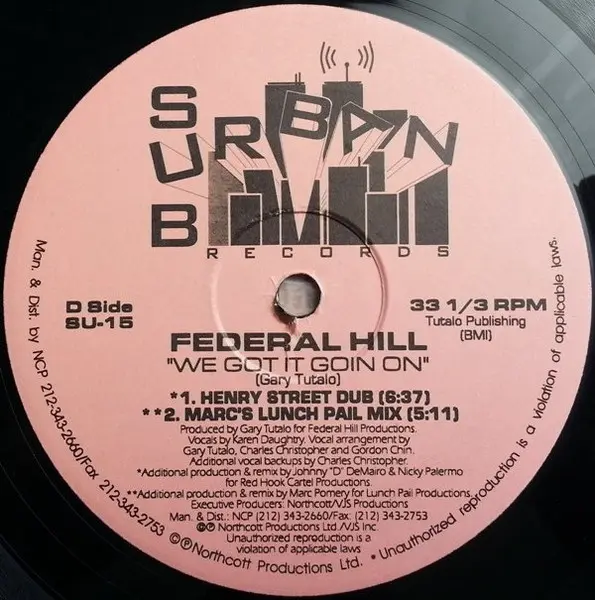 SUB
URBAN
RECORDS
D Side
SU-15
33 1/3 RPM
Tutalo Publishing
(BMI)
FEDERAL HILL
"WE GOT IT GOIN ON"
(Gary Tutalo)
*1. HENRY STREET DUB (6:37)
**2. MARC'S LUNCH PAIL MIX (5:11)
Produced by Gary Tutalo for Federal Hill Productions.
Vocals by Karen Daughtry. Vocal arrangement by
Gary Tutalo, Charles Christopher and Gordon Chin.
Additional vocal backups by Charles Christopher.
*Additional production & remix by Johnny "D" DeMairo & Nicky Palermo
for Red Hook Cartel Productions.
**Additional production & remix by Marc Pomery for Lunch Pail Productions.
Executive Producers: Northcott/VJS Productions
Man. & Dist.: NCP (212) 343-2660/Fax: (212) 343-2753
©℗ Northcott Productions Ltd./VJS Inc.
Unauthorized reproduction is a
violation of applicable laws
Man. & Dist. by NCP 212-343-2660/Fax 212-343-2753 ©℗Northcott Productions Ltd. • Unauthorized reproduction is a violation of applicable laws.